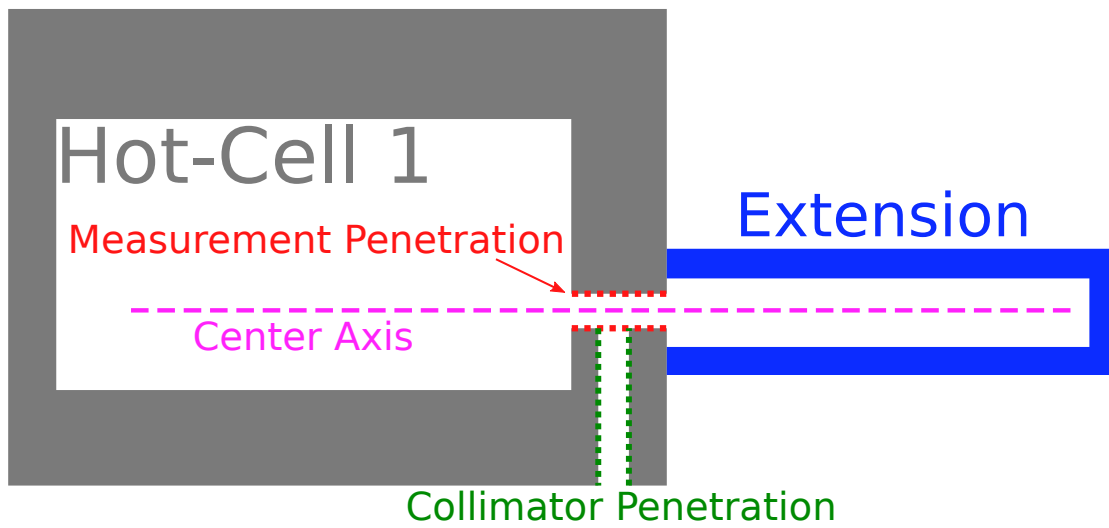 Hot-Cell 1
Extension
Measurement Penetration
Center Axis
Collimator Penetration